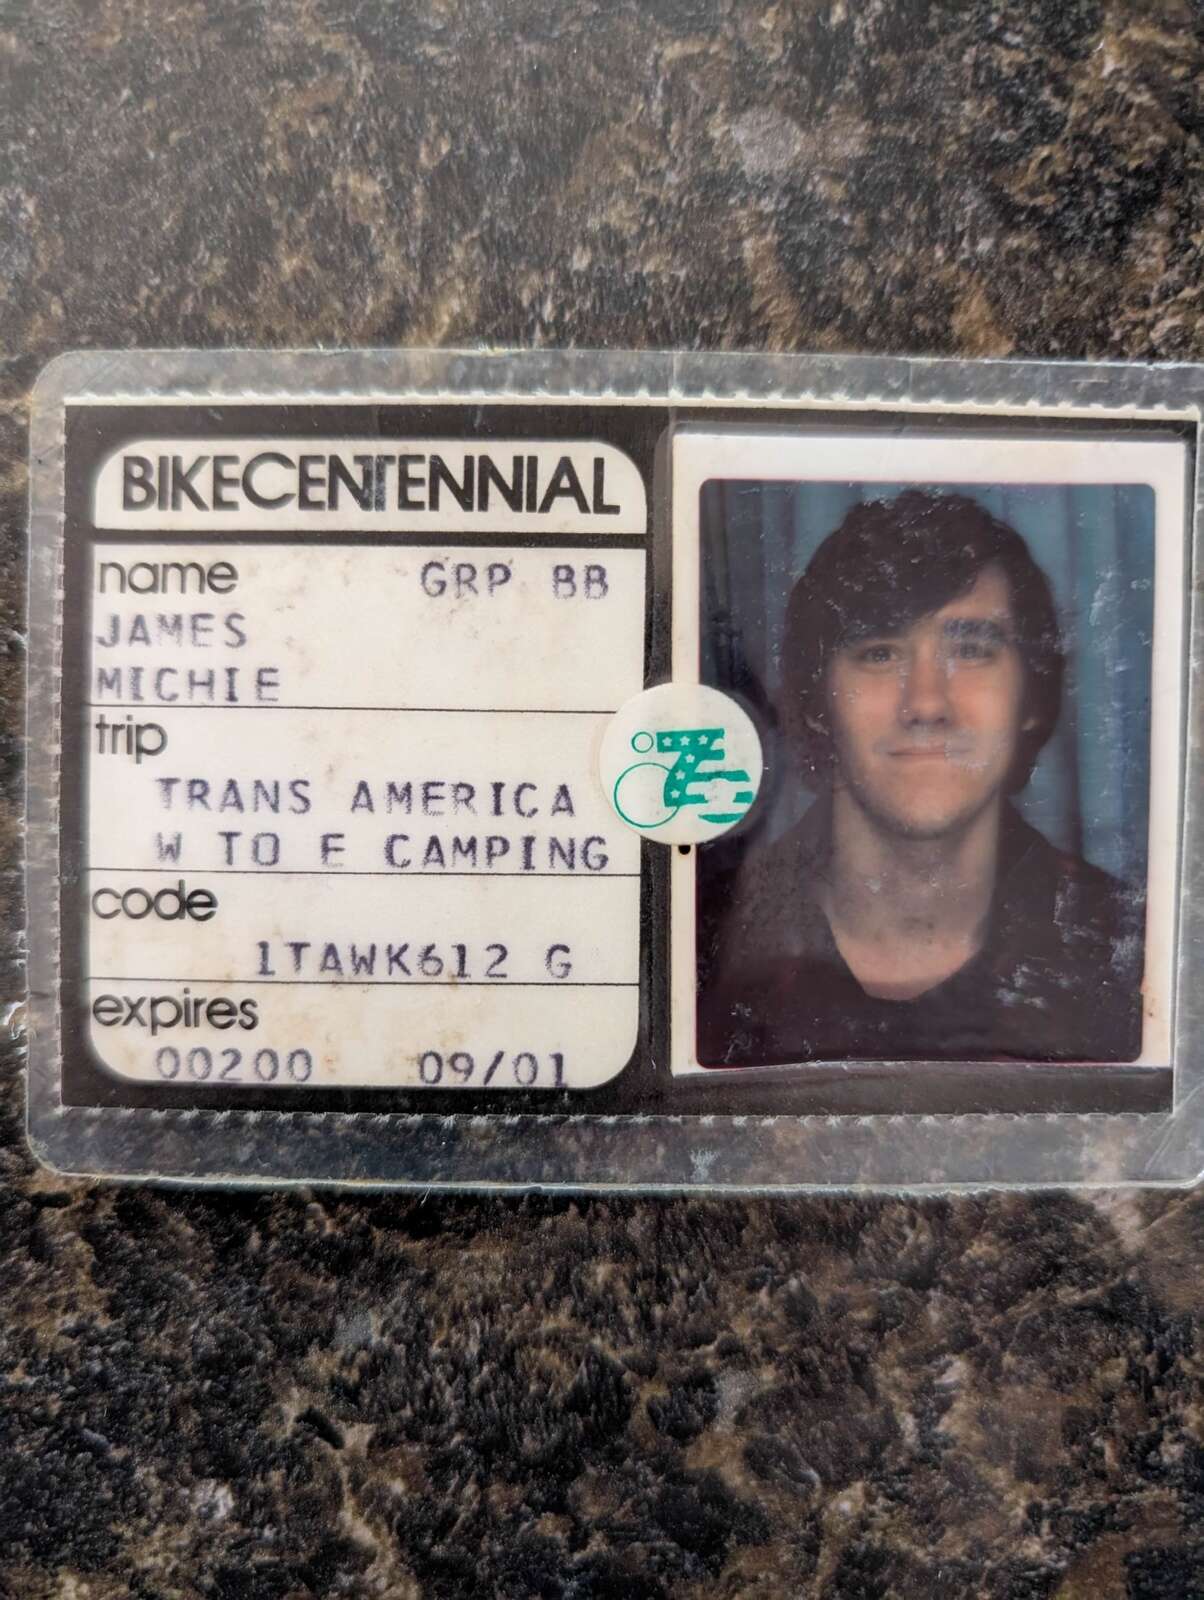 BIKECENTENNIAL
name GRP BB
JAMES
MICHIE
trip
TRANS AMERICA
W TO E CAMPING
code
1TAWK612 G
expires
00200 09/01